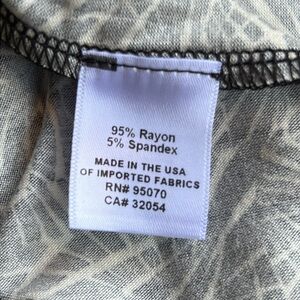 95% Rayon
5% Spandex
MADE IN THE USA
OF IMPORTED FABRICS
RN# 95070
CA# 32054